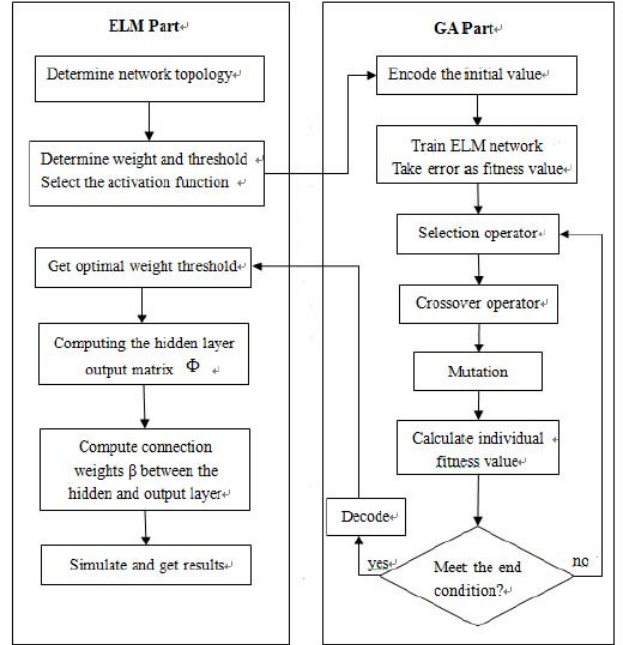 ELM Part
Determine network topology
Determine weight and threshold
Select the activation function
Get optimal weight threshold
Computing the hidden layer
output matrix Φ
Compute connection
weights β between the
hidden and output layer
Simulate and get results
GA Part
Encode the initial value
Train ELM network
Take error as fitness value
Selection operator
Crossover operator
Mutation
Calculate individual
fitness value
Decode
yes
Meet the end
condition?
no